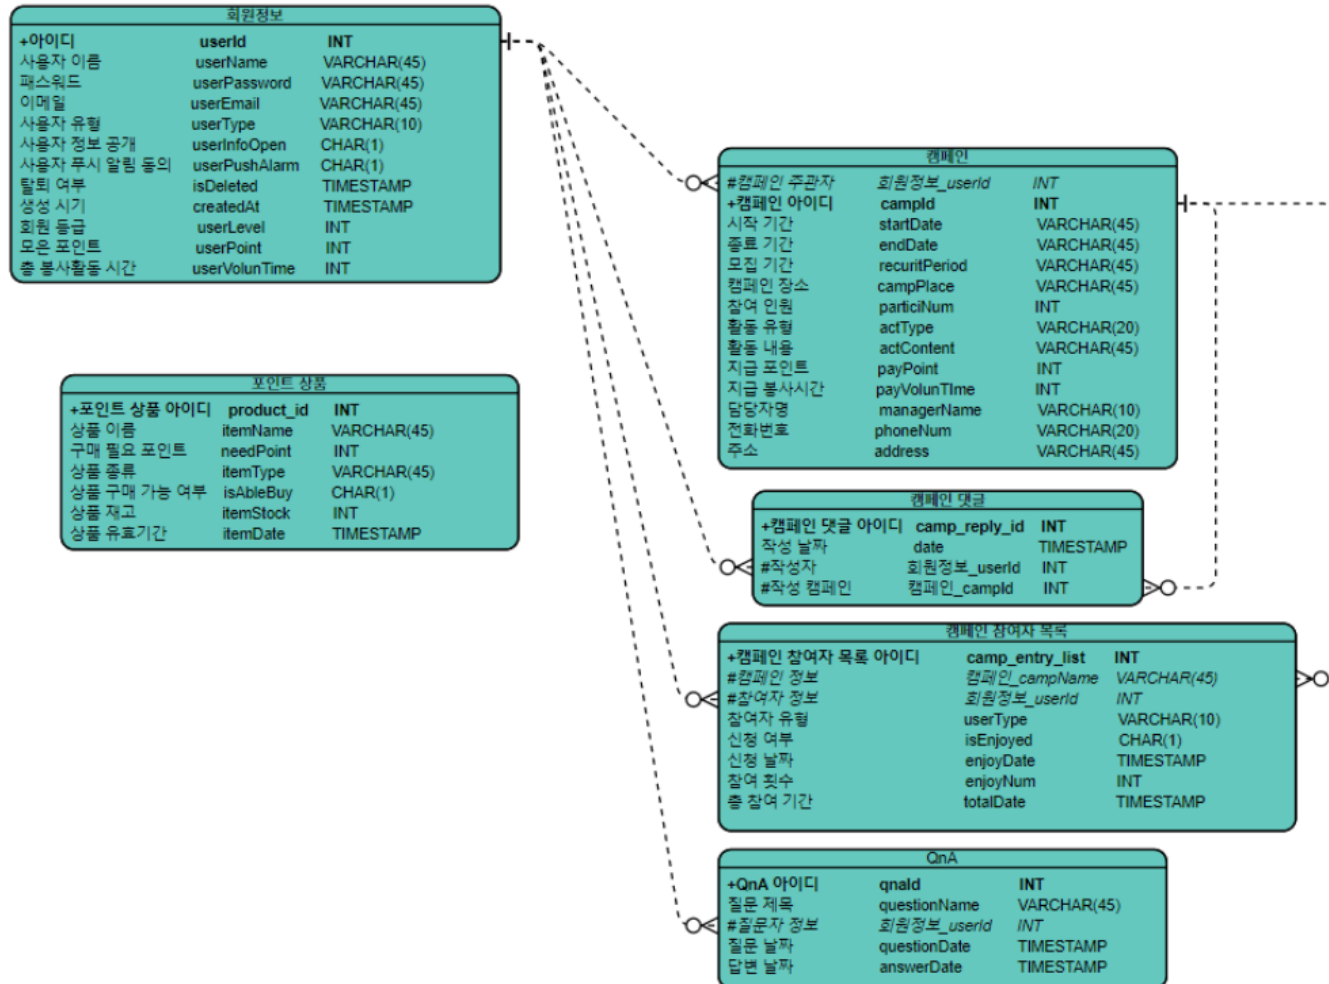 회원정보
+아이디 userId INT
사용자 이름 userName VARCHAR(45)
패스워드 userPassword VARCHAR(45)
이메일 userEmail VARCHAR(45)
사용자 유형 userType VARCHAR(10)
사용자 정보 공개 userInfoOpen CHAR(1)
사용자 푸시 알림 동의 userPushAlarm CHAR(1)
탈퇴 여부 isDeleted TIMESTAMP
생성 시기 createdAt TIMESTAMP
회원 등급 userLevel INT
모은 포인트 userPoint INT
총 봉사활동 시간 userVolunTime INT
포인트 상품
+포인트 상품 아이디 product_id INT
상품 이름 itemName VARCHAR(45)
구매 필요 포인트 needPoint INT
상품 종류 itemType VARCHAR(45)
상품 구매 가능 여부 isAbleBuy CHAR(1)
상품 재고 itemStock INT
상품 유효기간 itemDate TIMESTAMP
캠페인
#캠페인 주관자 회원정보_userId INT
+캠페인 아이디 campId INT
시작 기간 startDate VARCHAR(45)
종료 기간 endDate VARCHAR(45)
모집 기간 recuritPeriod VARCHAR(45)
캠페인 장소 campPlace VARCHAR(45)
참여 인원 particiNum INT
활동 유형 actType VARCHAR(20)
활동 내용 actContent VARCHAR(45)
지급 포인트 payPoint INT
지급 봉사시간 payVolunTIme INT
담당자명 managerName VARCHAR(10)
전화번호 phoneNum VARCHAR(20)
주소 address VARCHAR(45)
캠페인 댓글
+캠페인 댓글 아이디 camp_reply_id INT
작성 날짜 date TIMESTAMP
#작성자 회원정보_userId INT
#작성 캠페인 캠페인_campId INT
캠페인 참여자 목록
+캠페인 참여자 목록 아이디 camp_entry_list INT
#캠페인 정보 캠페인_campName VARCHAR(45)
#참여자 정보 회원정보_userId INT
참여자 유형 userType VARCHAR(10)
신청 여부 isEnjoyed CHAR(1)
신청 날짜 enjoyDate TIMESTAMP
참여 횟수 enjoyNum INT
총 참여 기간 totalDate TIMESTAMP
QnA
+QnA 아이디 qnaId INT
질문 제목 questionName VARCHAR(45)
#질문자 정보 회원정보_userId INT
질문 날짜 questionDate TIMESTAMP
답변 날짜 answerDate TIMESTAMP